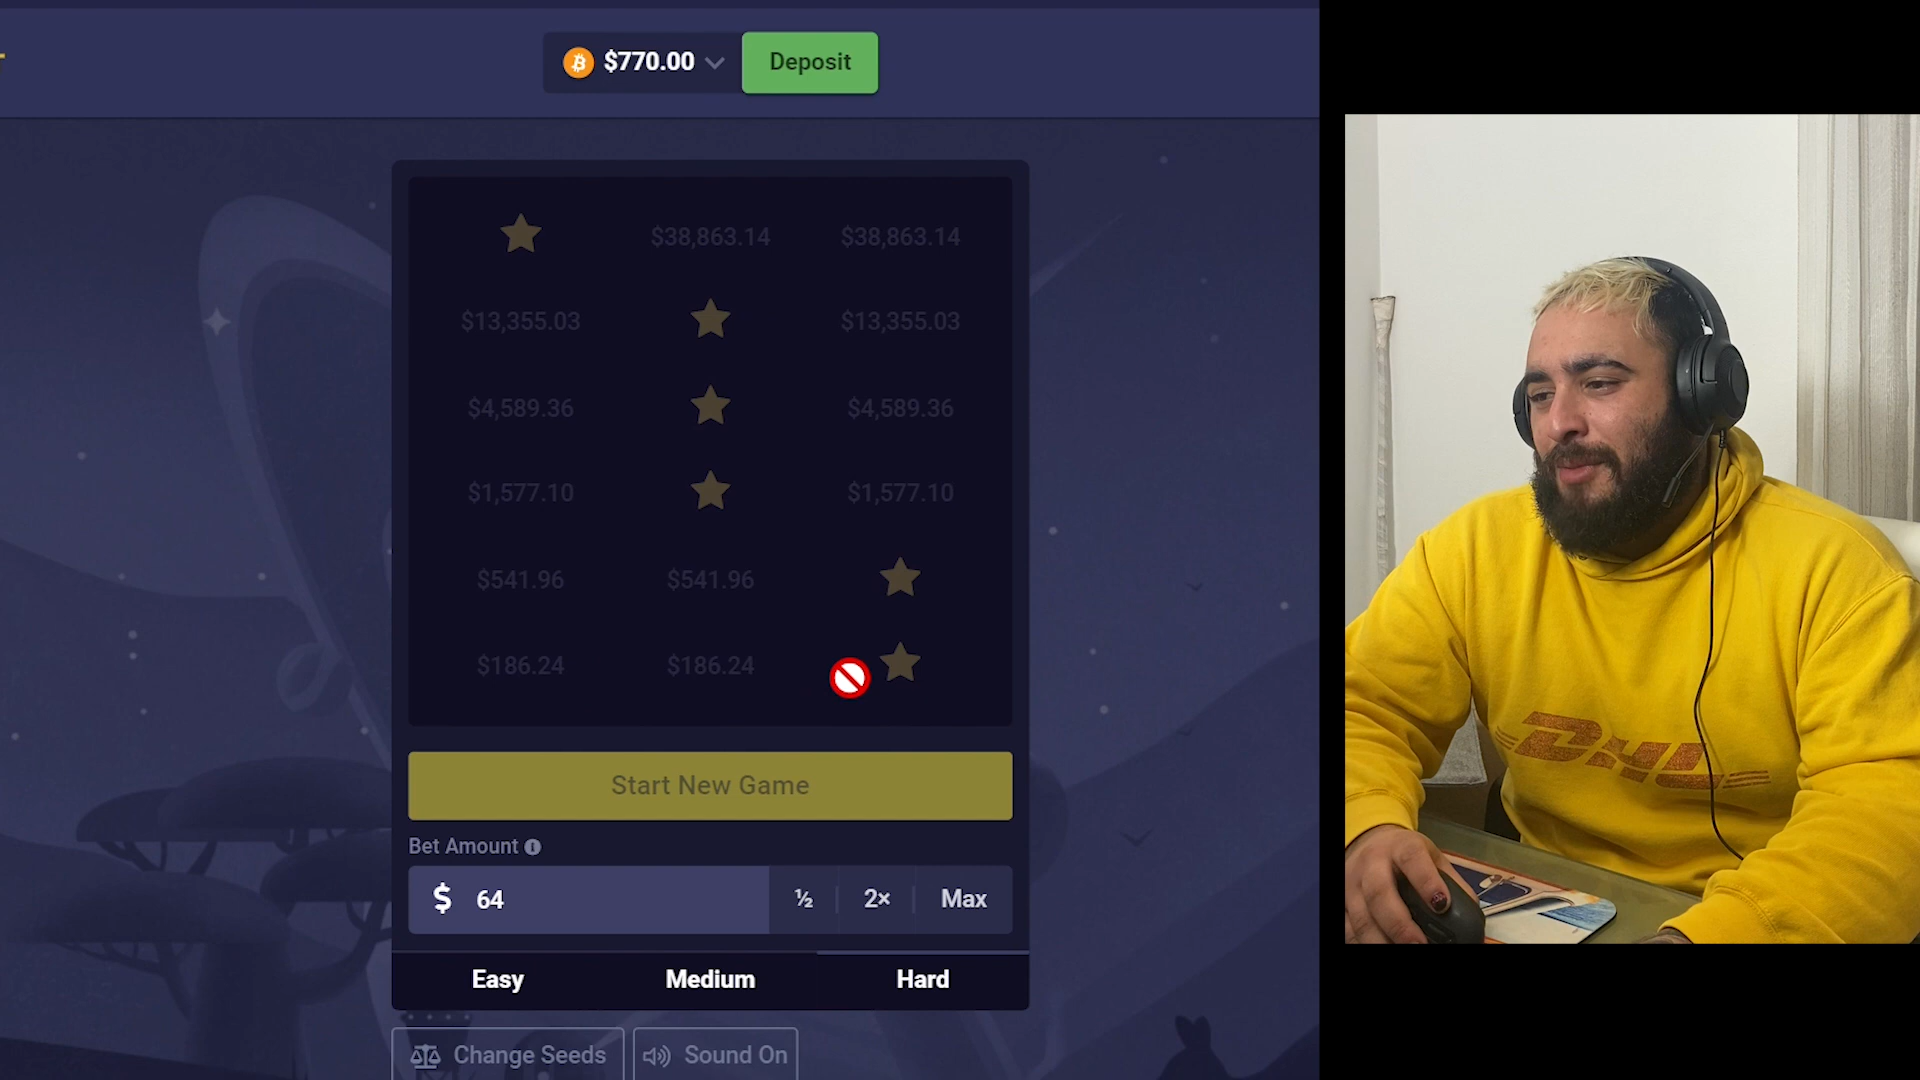 $770.00
Deposit
$38,863.14 $38,863.14
$13,355.03 $13,355.03
$4,589.36 $4,589.36
$1,577.10 $1,577.10
$541.96 $541.96
$186.24 $186.24
Start New Game
Bet Amount
$ 64 ½ 2× Max
Easy Medium Hard
Change Seeds Sound On
DHL